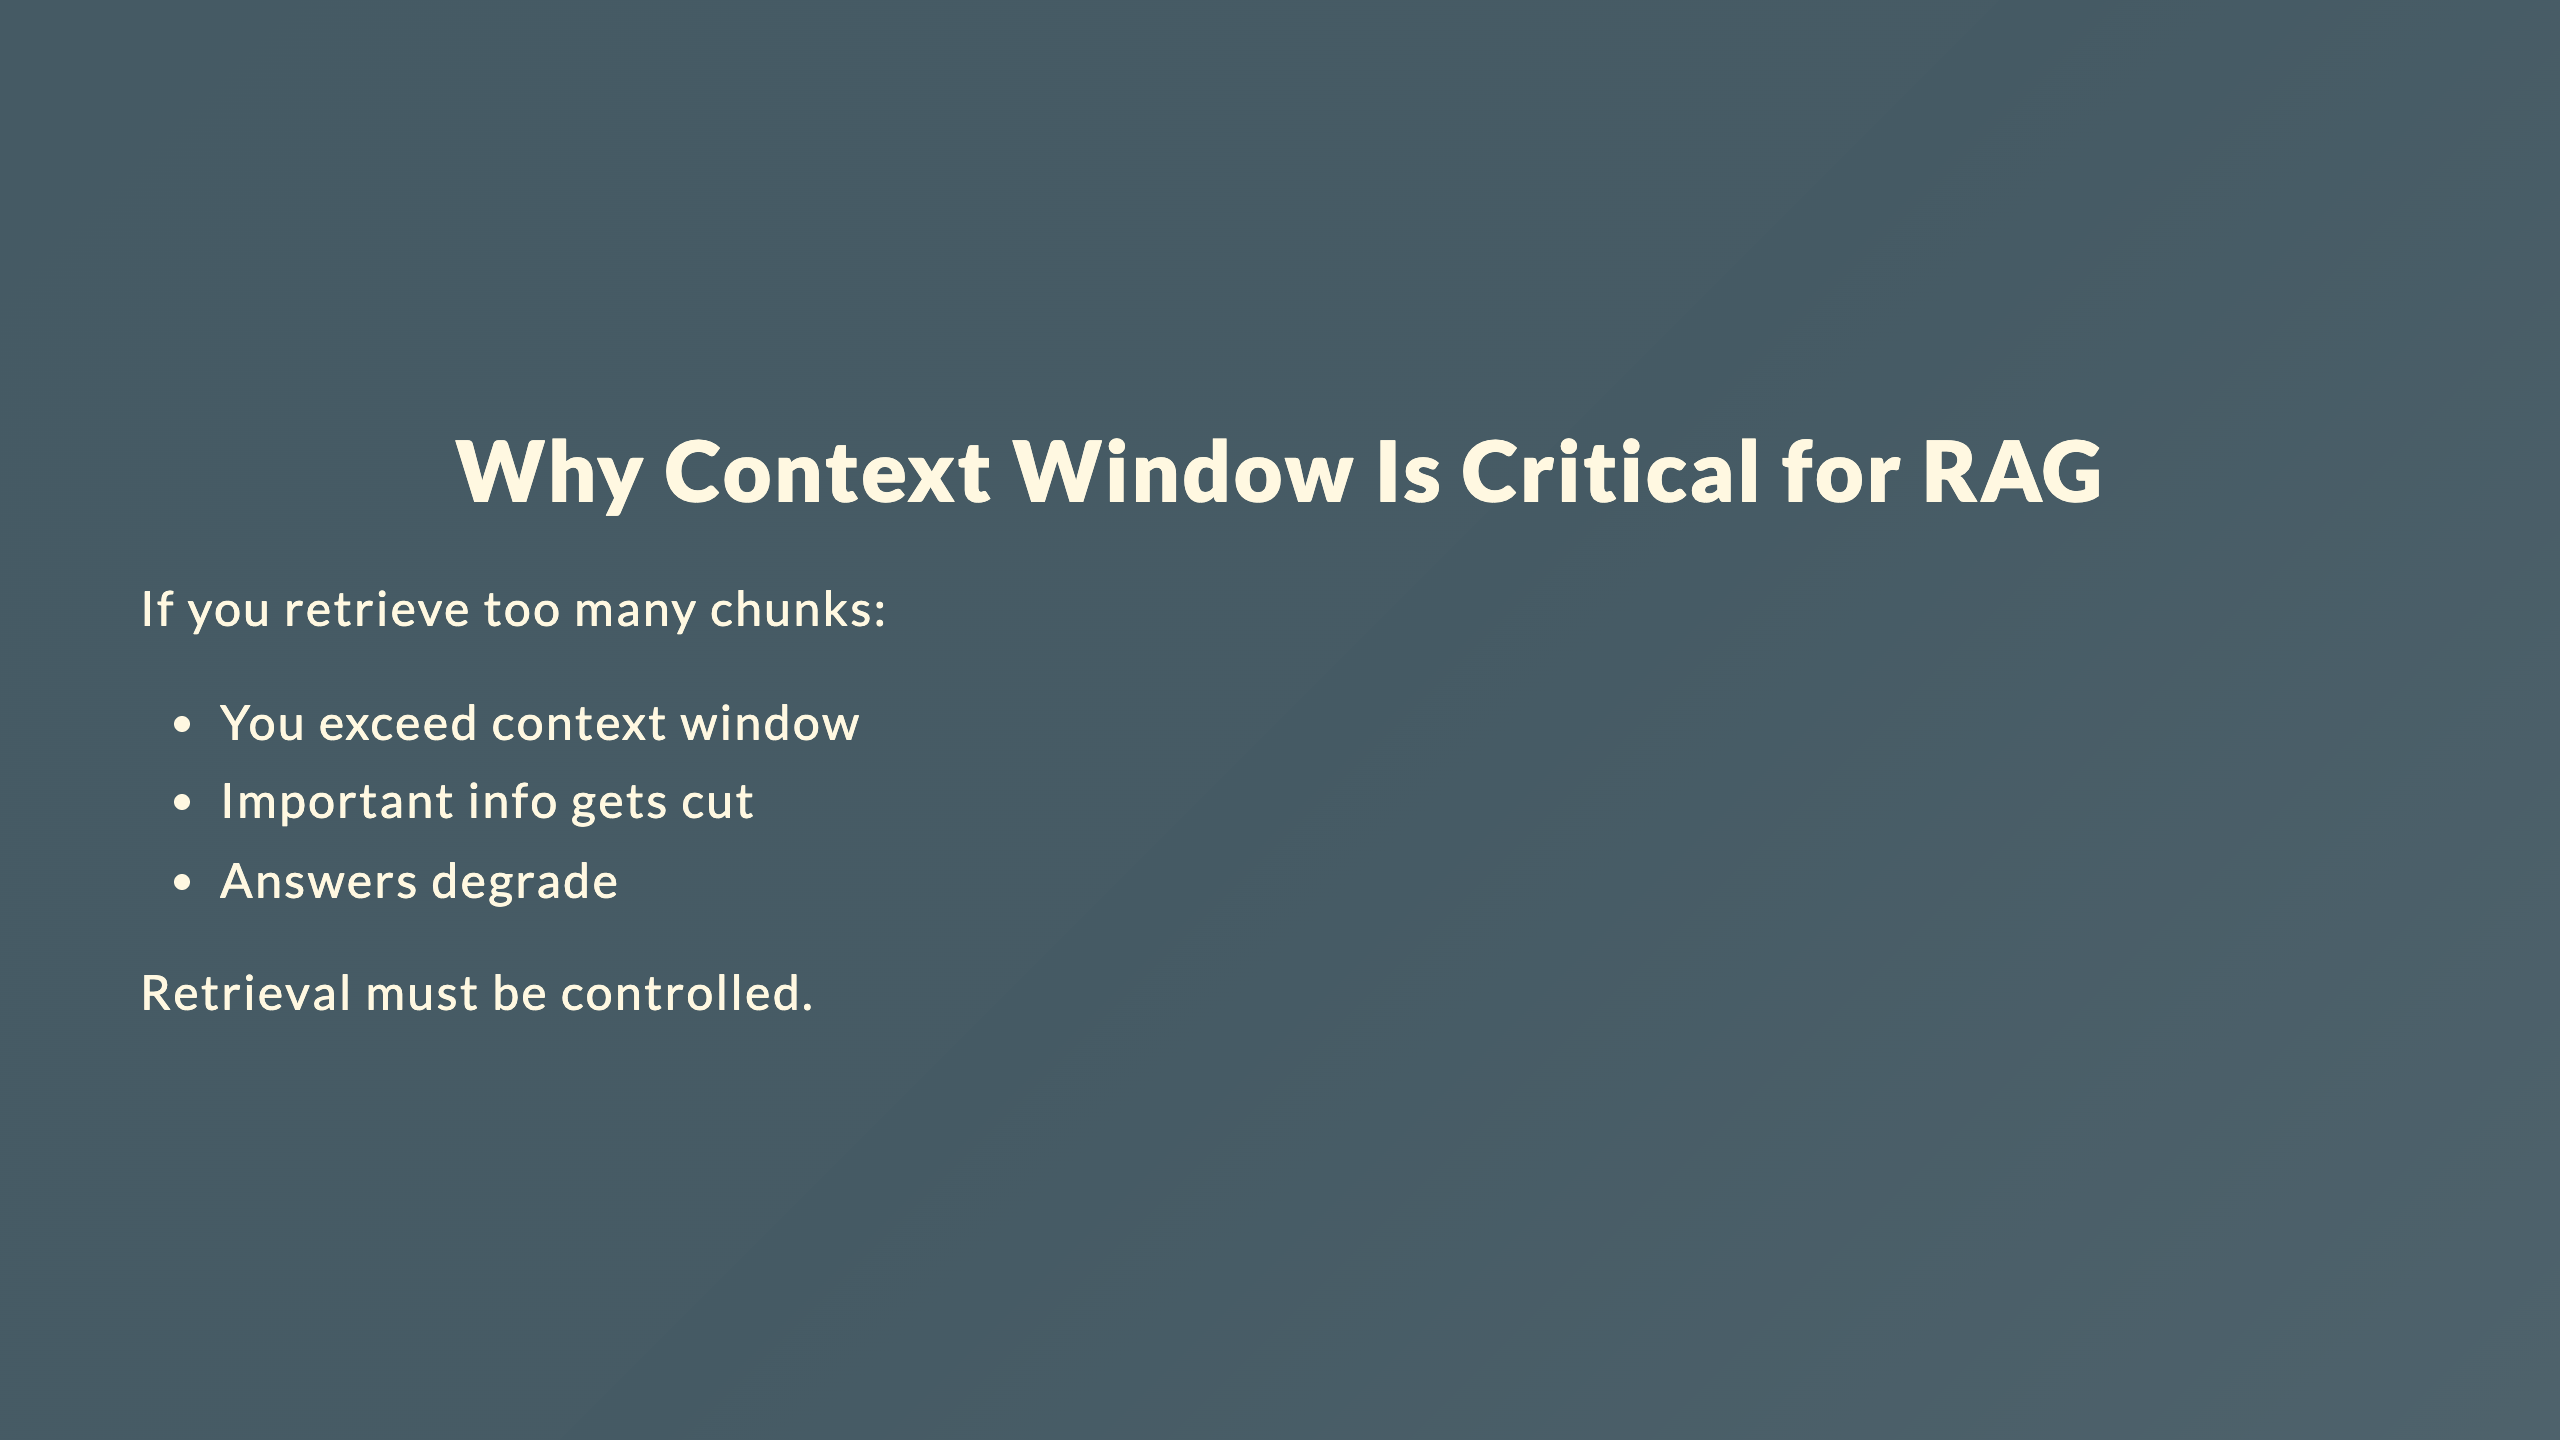 Why Context Window Is Critical for RAG
If you retrieve too many chunks:
• You exceed context window
• Important info gets cut
• Answers degrade
Retrieval must be controlled.